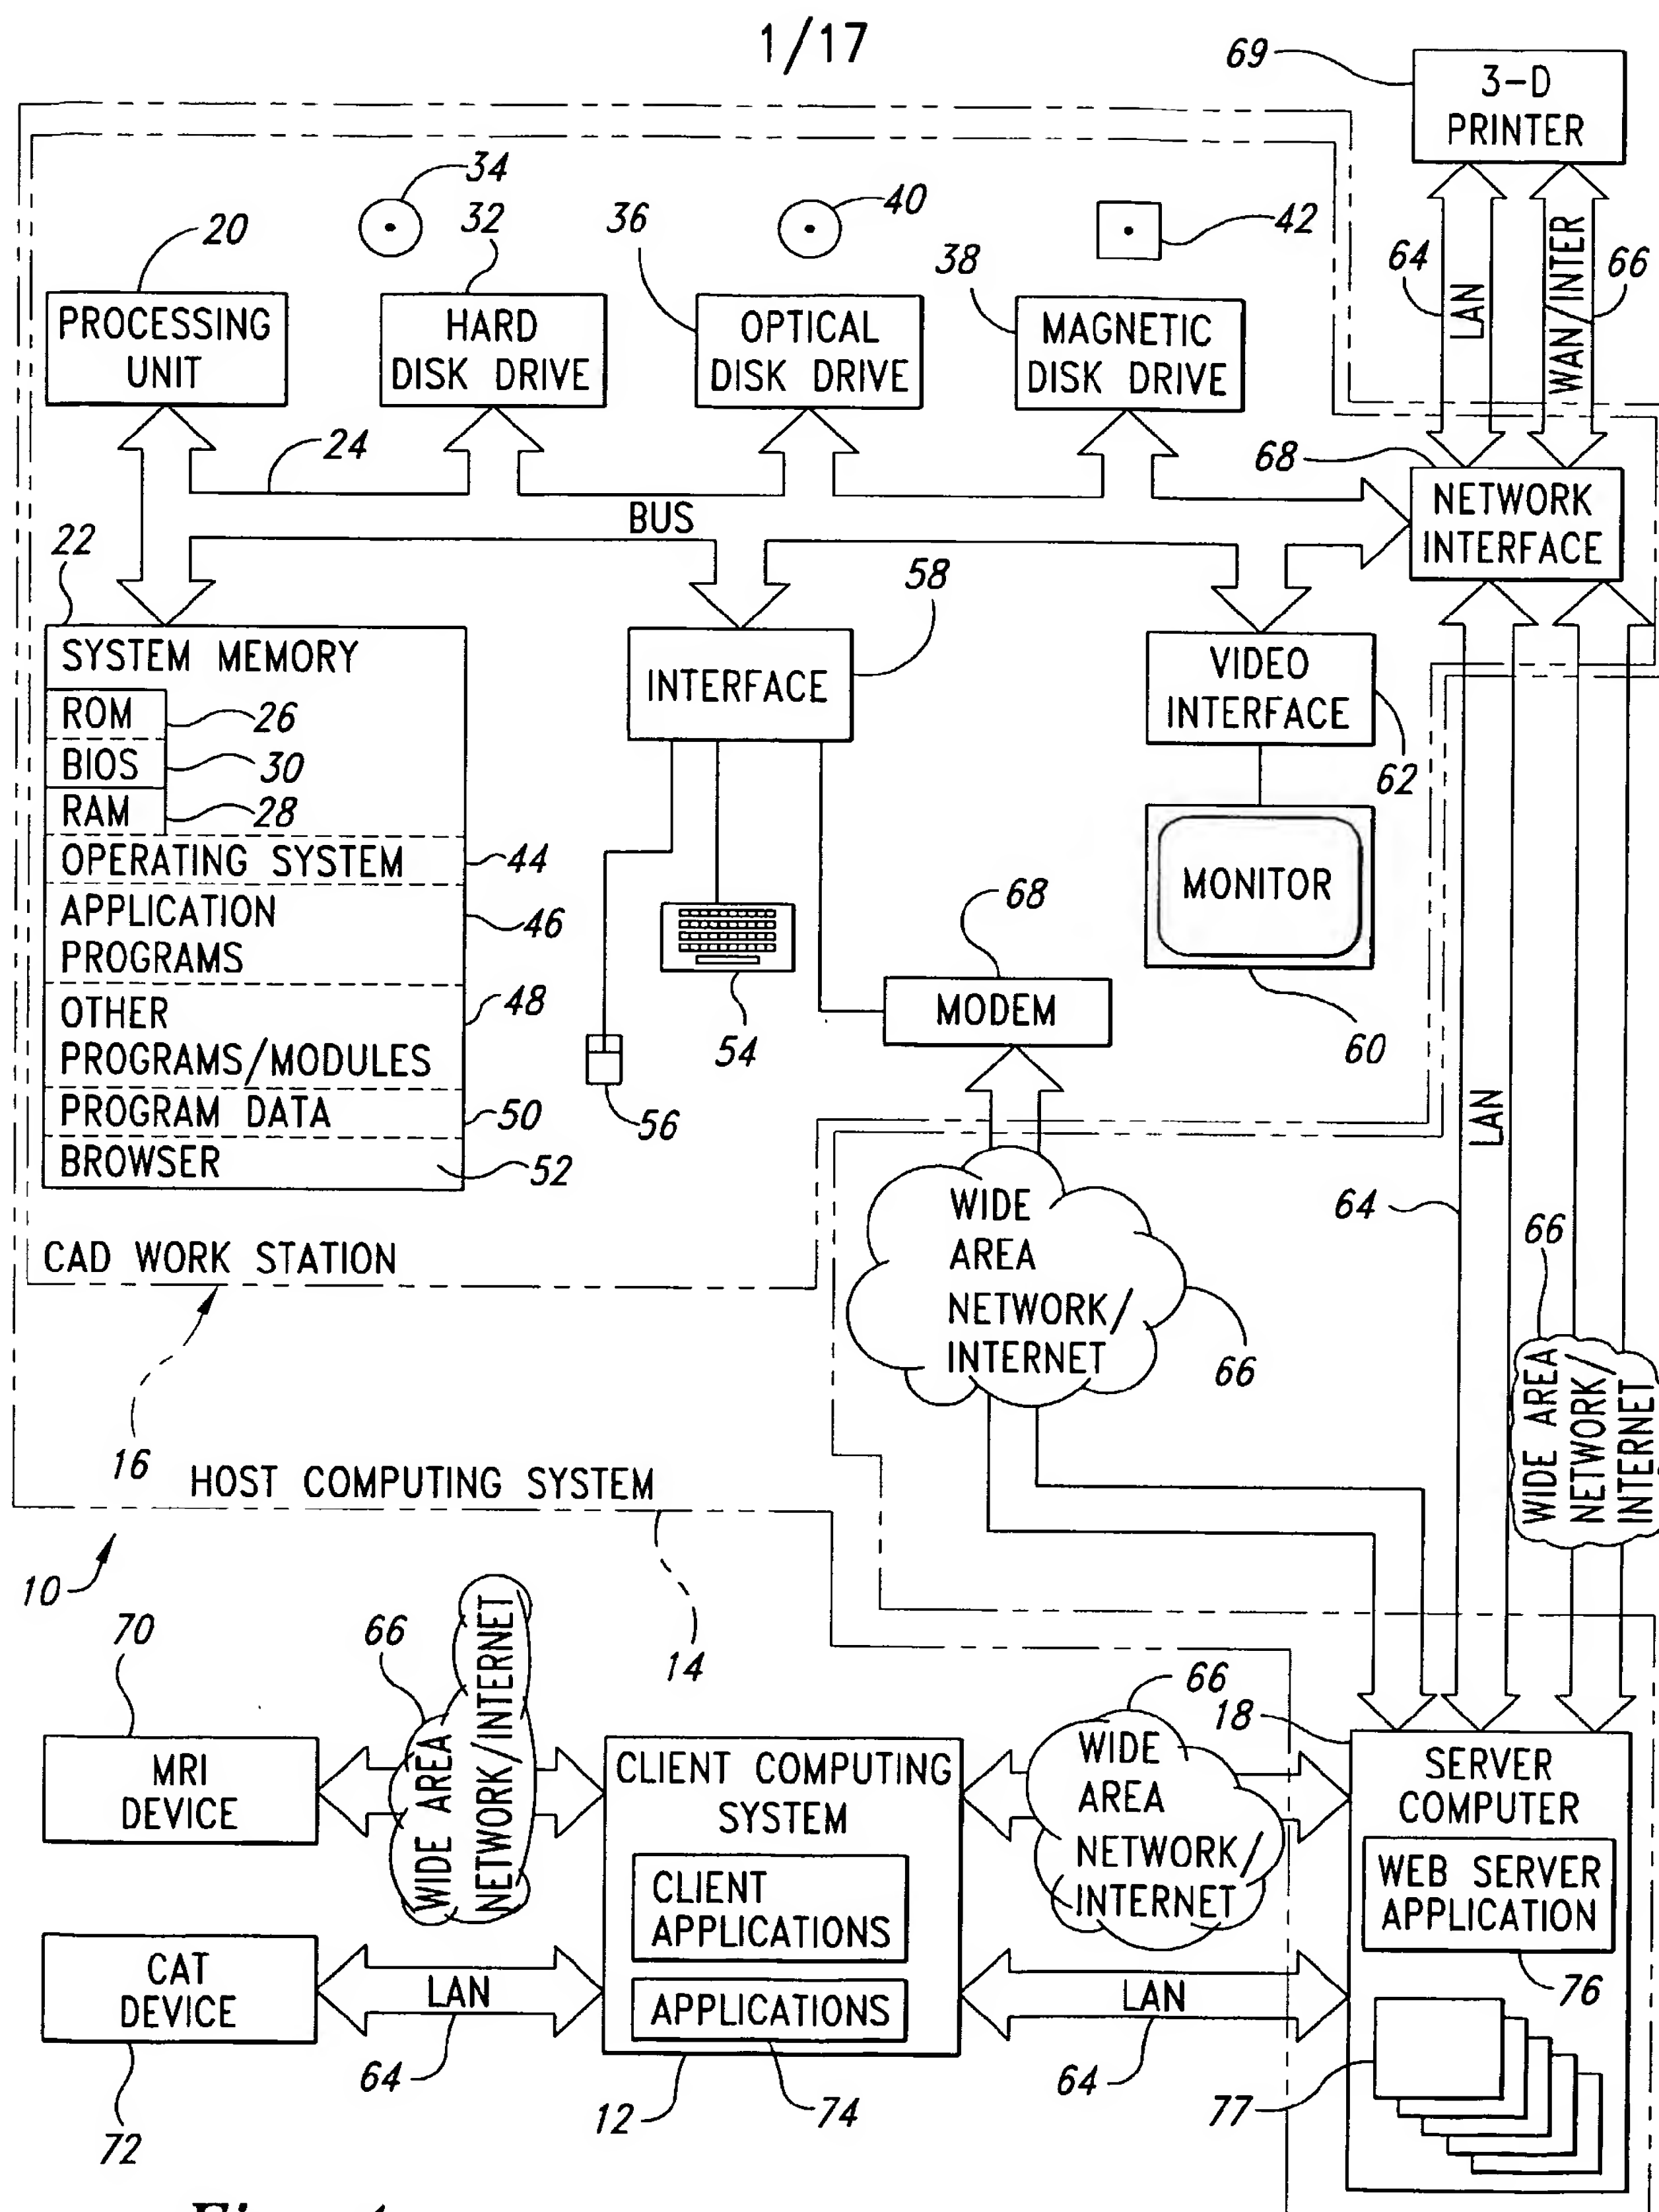 1/17
69
3-D
PRINTER
34
32
36
40
42
20
38
64
LAN
WAN/INTER
66
PROCESSING
UNIT
HARD
DISK DRIVE
OPTICAL
DISK DRIVE
MAGNETIC
DISK DRIVE
24
68
NETWORK
INTERFACE
BUS
22
58
SYSTEM MEMORY
ROM
26
BIOS
30
RAM
28
OPERATING SYSTEM
44
APPLICATION
PROGRAMS
46
OTHER
PROGRAMS/MODULES
48
PROGRAM DATA
50
BROWSER
52
INTERFACE
VIDEO
INTERFACE
62
MONITOR
60
68
MODEM
54
56
LAN
64
66
WIDE AREA
NETWORK/
INTERNET
WIDE
AREA
NETWORK/
INTERNET
66
CAD WORK STATION
16
HOST COMPUTING SYSTEM
10
14
70
66
MRI
DEVICE
WIDE AREA
NETWORK/INTERNET
CLIENT COMPUTING
SYSTEM
CLIENT
APPLICATIONS
APPLICATIONS
66
WIDE
AREA
NETWORK/
INTERNET
18
SERVER
COMPUTER
WEB SERVER
APPLICATION
76
CAT
DEVICE
72
LAN
64
12
74
LAN
64
77